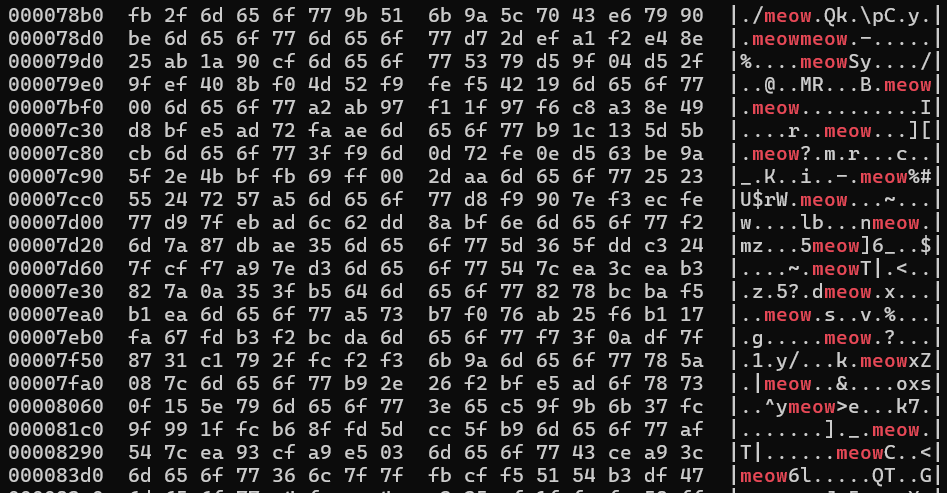 000078b0  fb 2f 6d 65 6f 77 9b 51  6b 9a 5c 70 43 e6 79 90  |./meow.Qk.\pC.y.|
000078d0  be 6d 65 6f 77 6d 65 6f  77 d7 2d ef a1 f2 e4 8e  |.meowmeow.-.....|
000079d0  25 ab 1a 90 cf 6d 65 6f  77 53 79 d5 9f 04 d5 2f  |%....meowSy..../|
000079e0  9f ef 40 8b f0 4d 52 f9  fe f5 42 19 6d 65 6f 77  |..@..MR...B.meow|
00007bf0  00 6d 65 6f 77 a2 ab 97  f1 1f 97 f6 c8 a3 8e 49  |.meow..........I|
00007c30  d8 bf e5 ad 72 fa ae 6d  65 6f 77 b9 1c 13 5d 5b  |....r..meow...][|
00007c80  cb 6d 65 6f 77 3f f9 6d  0d 72 fe 0e d5 63 be 9a  |.meow?.m.r...c..|
00007c90  5f 2e 4b bf fb 69 ff 00  2d aa 6d 65 6f 77 25 23  |_.K..i..-.meow%#|
00007cc0  55 24 72 57 a5 6d 65 6f  77 d8 f9 90 7e f3 ec fe  |U$rW.meow...~...|
00007d00  77 d9 7f eb ad 6c 62 dd  8a bf 6e 6d 65 6f 77 f2  |w....lb...nmeow.|
00007d20  6d 7a 87 db ae 35 6d 65  6f 77 5d 36 5f dd c3 24  |mz...5meow]6_..$|
00007d60  7f cf f7 a9 7e d3 6d 65  6f 77 54 7c ea 3c ea b3  |....~.meowT|.<..|
00007e30  82 7a 0a 35 3f b5 64 6d  65 6f 77 82 78 bc ba f5  |.z.5?.dmeow.x...|
00007ea0  b1 ea 6d 65 6f 77 a5 73  b7 f0 76 ab 25 f6 b1 17  |..meow.s..v.%...|
00007eb0  fa 67 fd b3 f2 bc da 6d  65 6f 77 f7 3f 0a df 7f  |.g.....meow.?...|
00007f50  87 31 c1 79 2f fc f2 f3  6b 9a 6d 65 6f 77 78 5a  |.1.y/...k.meowxZ|
00007fa0  08 7c 6d 65 6f 77 b9 2e  26 f2 bf e5 ad 6f 78 73  |.|meow..&....oxs|
00008060  0f 15 5e 79 6d 65 6f 77  3e 65 c5 9f 9b 6b 37 fc  |..^ymeow>e...k7.|
000081c0  9f 99 1f fc b6 8f fd 5d  cc 5f b9 6d 65 6f 77 af  |.......]._.meow.|
00008290  54 7c ea 93 cf a9 e5 03  6d 65 6f 77 43 ce a9 3c  |T|......meowC..<|
000083d0  6d 65 6f 77 36 6c 7f 7f  fb cf f5 51 54 b3 df 47  |meow6l.....QT..G|